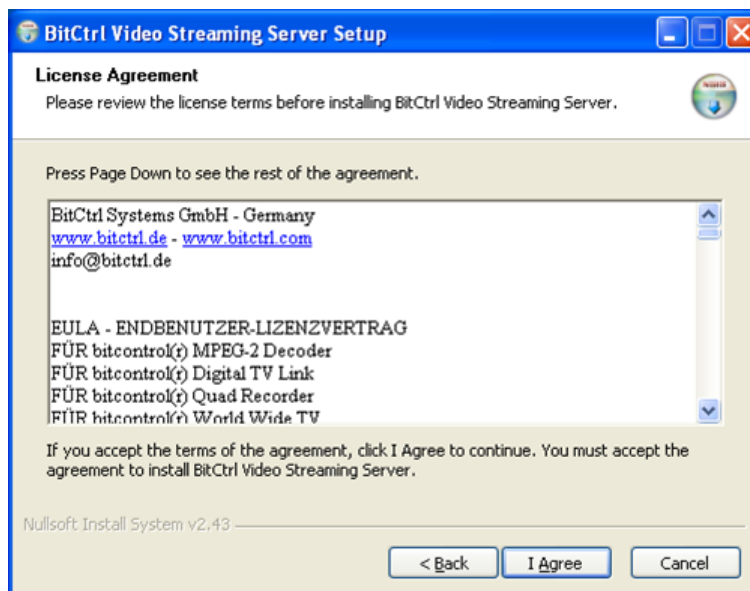 BitCtrl Video Streaming Server Setup
License Agreement
Please review the license terms before installing BitCtrl Video Streaming Server.
Press Page Down to see the rest of the agreement.
BitCtrl Systems GmbH - Germany
www.bitctrl.de - www.bitctrl.com
info@bitctrl.de
EULA - ENDBENUTZER-LIZENZVERTRAG
FÜR bitcontrol(r) MPEG-2 Decoder
FÜR bitcontrol(r) Digital TV Link
FÜR bitcontrol(r) Quad Recorder
FÜR bitcontrol(r) World Wide TV
If you accept the terms of the agreement, click I Agree to continue. You must accept the
agreement to install BitCtrl Video Streaming Server.
Nullsoft Install System v2.43
< Back I Agree Cancel